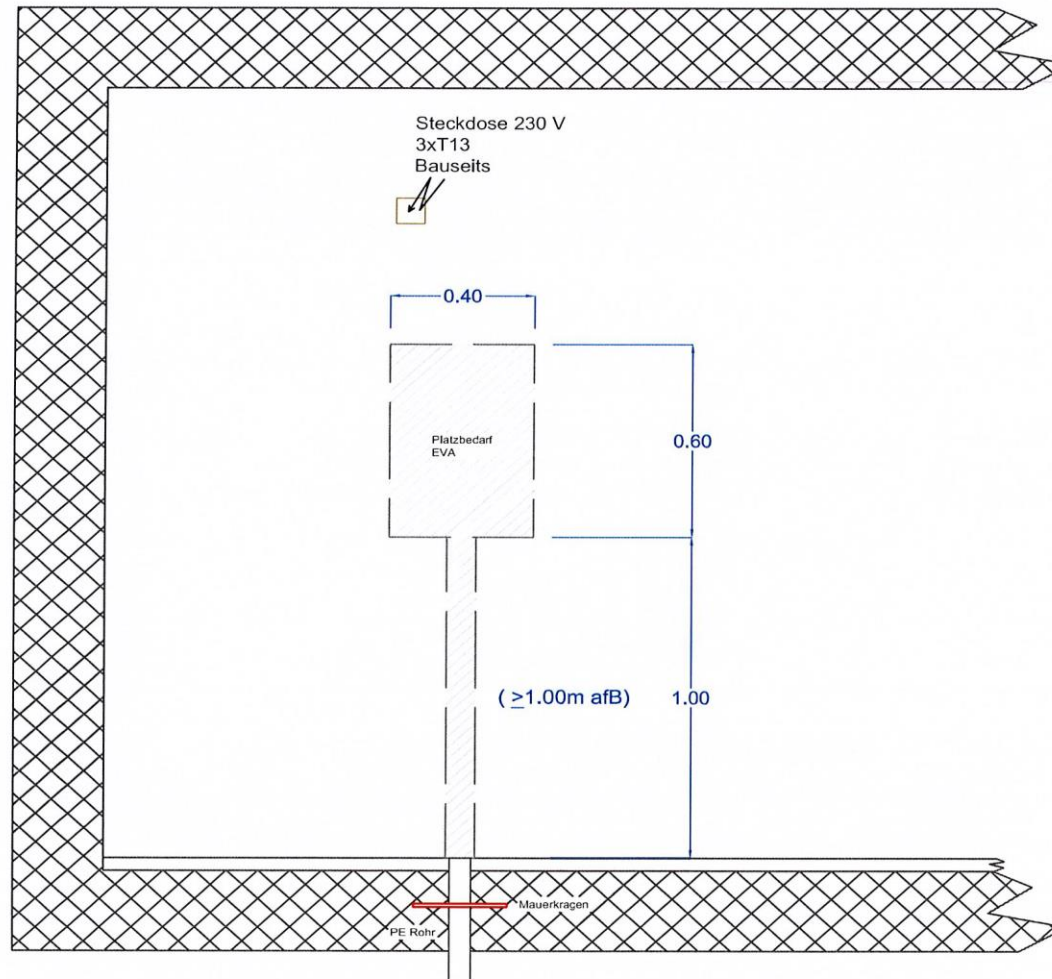 Steckdose 230 V
3xT13
Bauseits
0.40
Platzbedarf
EVA
0.60
( ≥1.00m afB)
1.00
Mauerkragen
PE Rohr